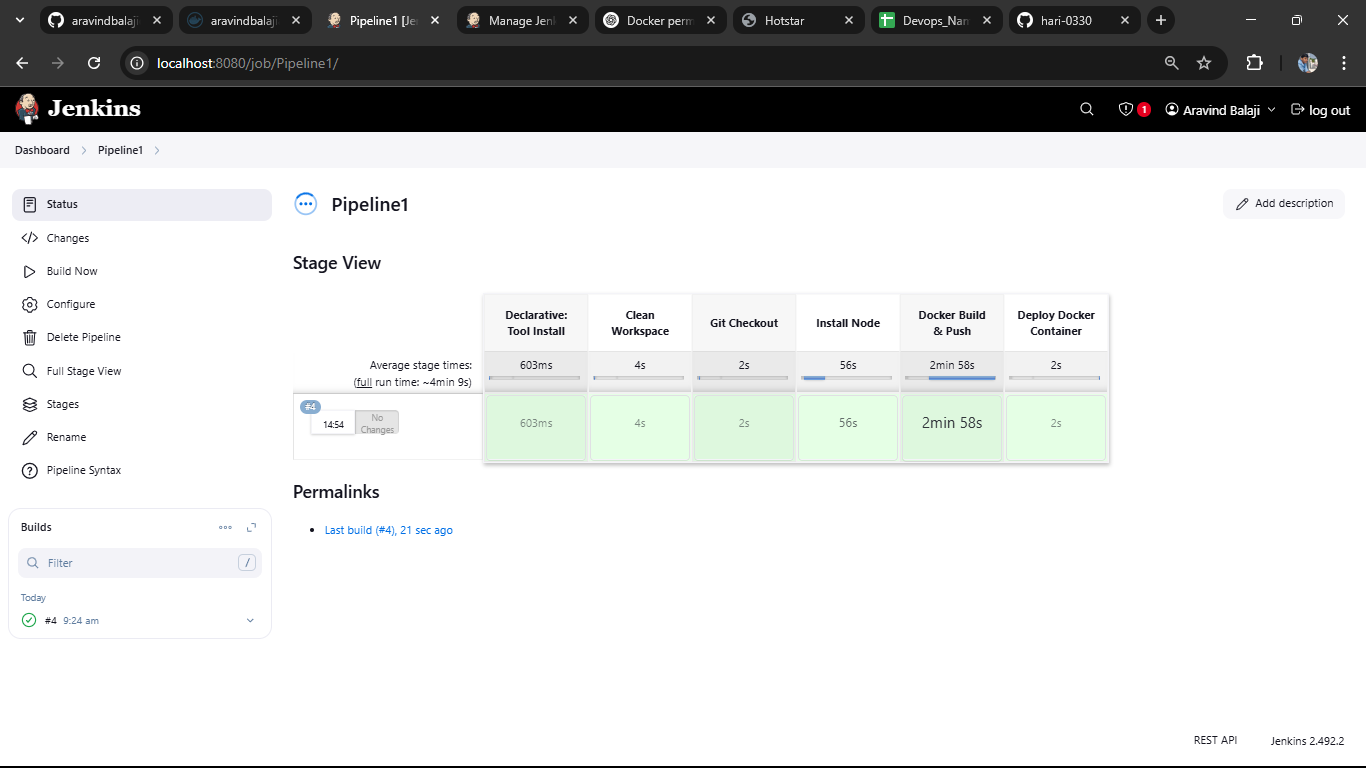 aravindbalaji
aravindbalaji
Pipeline1 [Jen
Manage Jen
Docker perm
Hotstar
Devops_Nam
hari-0330
localhost:8080/job/Pipeline1/
Jenkins
1
Aravind Balaji
log out
Dashboard
Pipeline1
Status
Changes
Build Now
Configure
Delete Pipeline
Full Stage View
Stages
Rename
Pipeline Syntax
Builds
Filter
/
Today
#4 9:24 am
Pipeline1
Add description
Stage View
Declarative:
Tool Install
Clean
Workspace
Git Checkout
Install Node
Docker Build
& Push
Deploy Docker
Container
Average stage times:
(full run time: ~4min 9s)
603ms
4s
2s
56s
2min 58s
2s
#4
14:54
No
Changes
603ms
4s
2s
56s
2min 58s
2s
Permalinks
Last build (#4), 21 sec ago
REST API
Jenkins 2.492.2